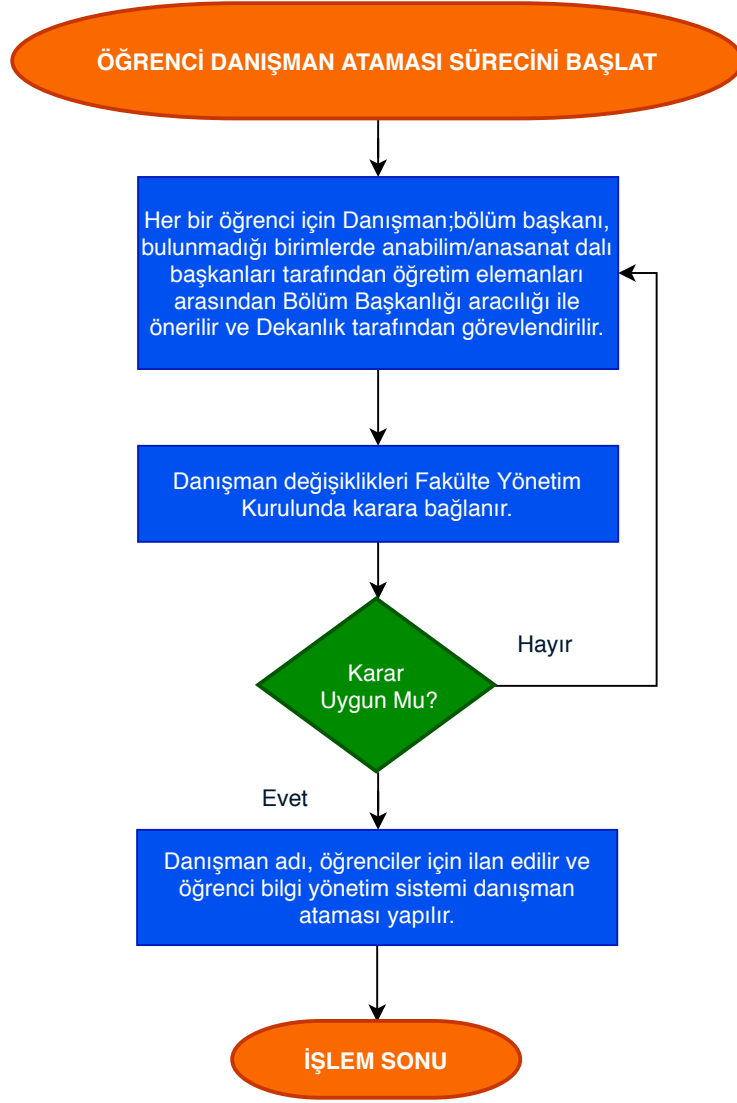 ÖĞRENCİ DANIŞMAN ATAMASI SÜRECİNİ BAŞLAT
Her bir öğrenci için Danışman;bölüm başkanı,
bulunmadığı birimlerde anabilim/anasanat dalı
başkanları tarafından öğretim elemanları
arasından Bölüm Başkanlığı aracılığı ile
önerilir ve Dekanlık tarafından görevlendirilir.
Danışman değişiklikleri Fakülte Yönetim
Kurulunda karara bağlanır.
Hayır
Karar
Uygun Mu?
Evet
Danışman adı, öğrenciler için ilan edilir ve
öğrenci bilgi yönetim sistemi danışman
ataması yapılır.
İŞLEM SONU